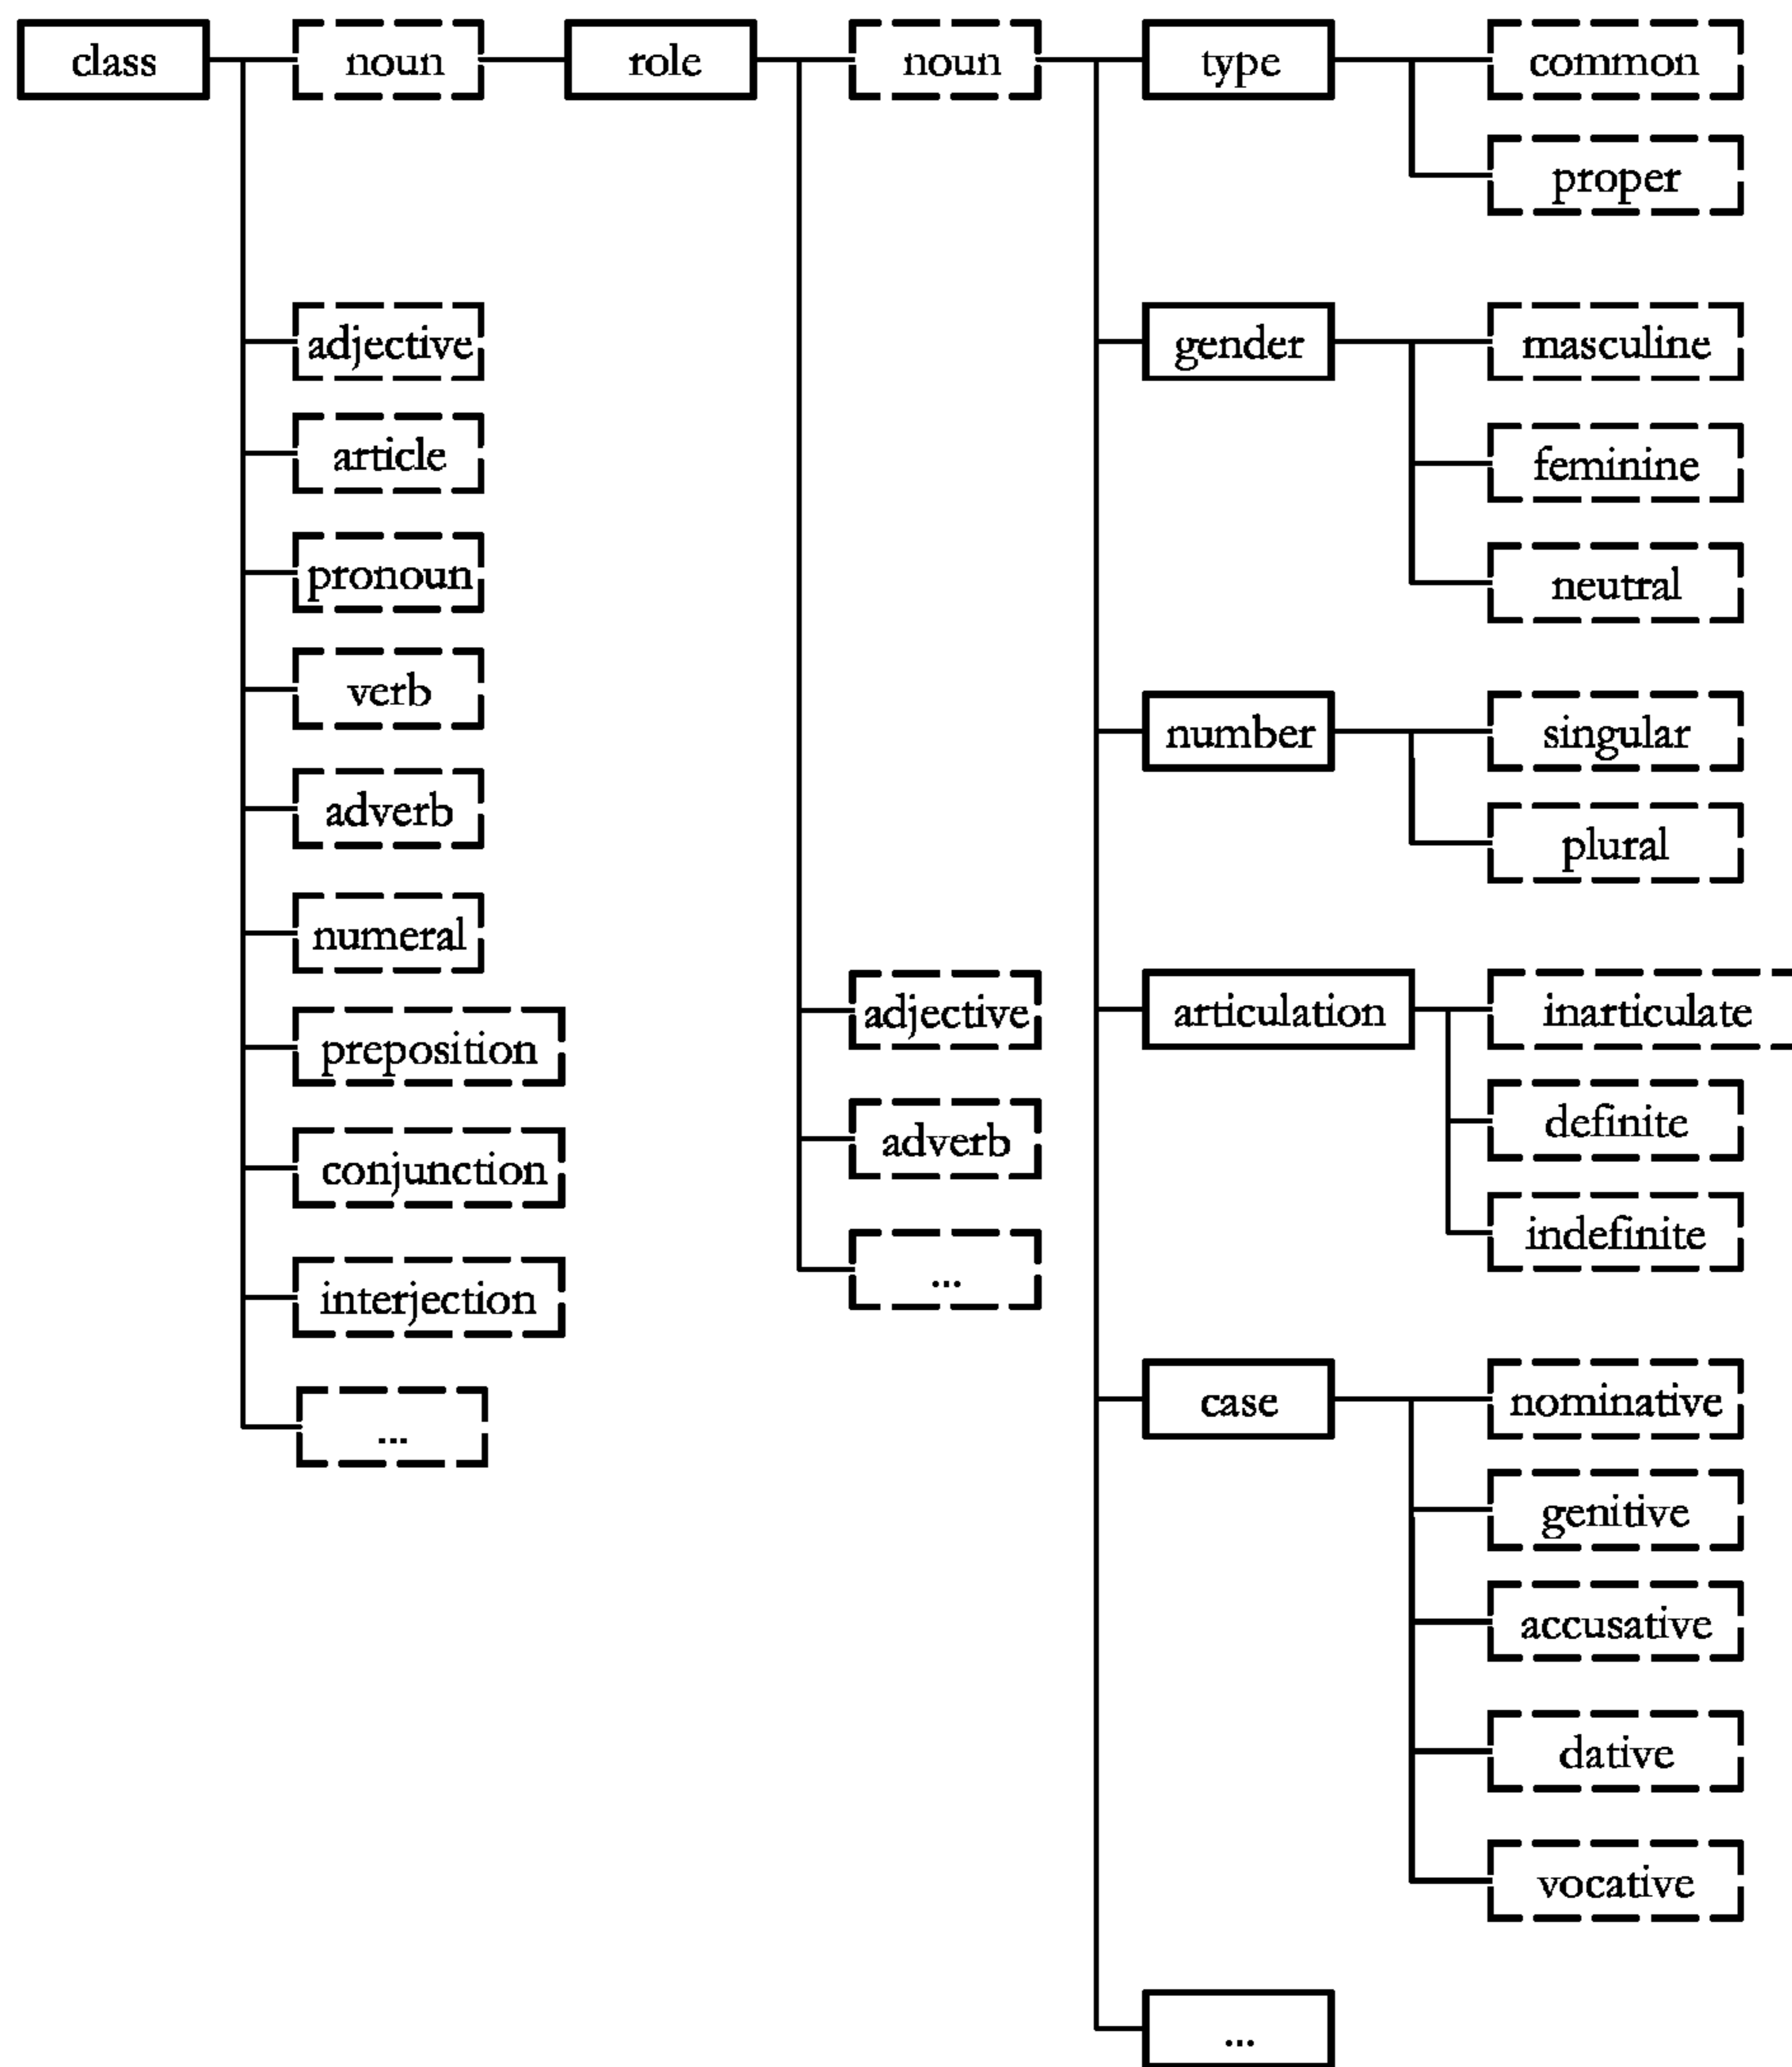 class noun role noun type common
proper
adjective gender masculine
article feminine
pronoun neutral
verb number singular
adverb plural
numeral
adjective articulation inarticulate
preposition
adverb definite
conjunction
... indefinite
interjection
... case nominative
genitive
accusative
dative
vocative
...